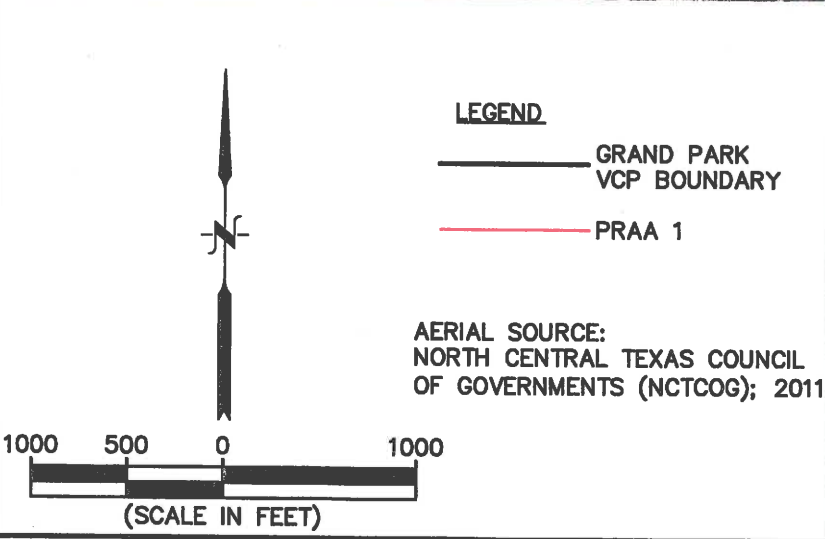 LEGEND
GRAND PARK
VCP BOUNDARY
PRAA 1
N
AERIAL SOURCE:
NORTH CENTRAL TEXAS COUNCIL
OF GOVERNMENTS (NCTCOG); 2011
1000 500 0 1000
(SCALE IN FEET)